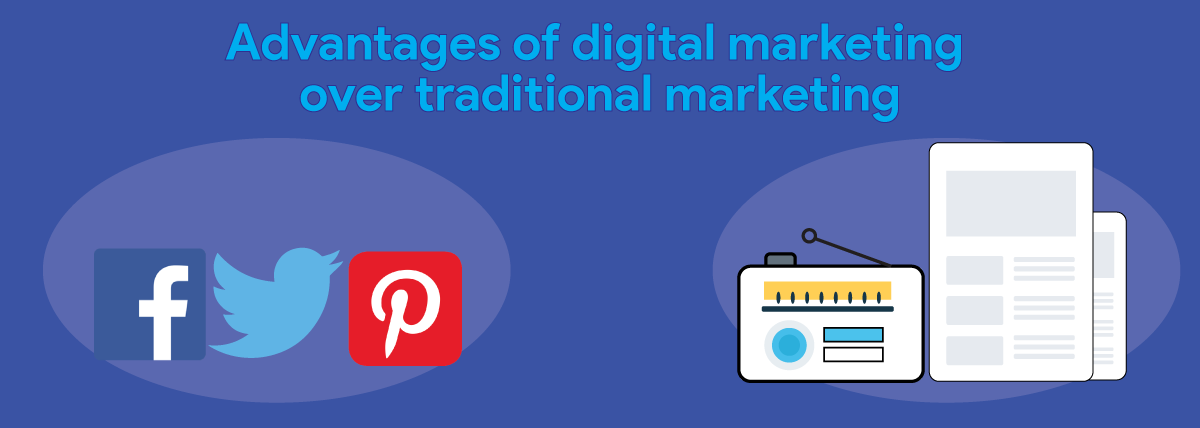 Advantages of digital marketing
over traditional marketing